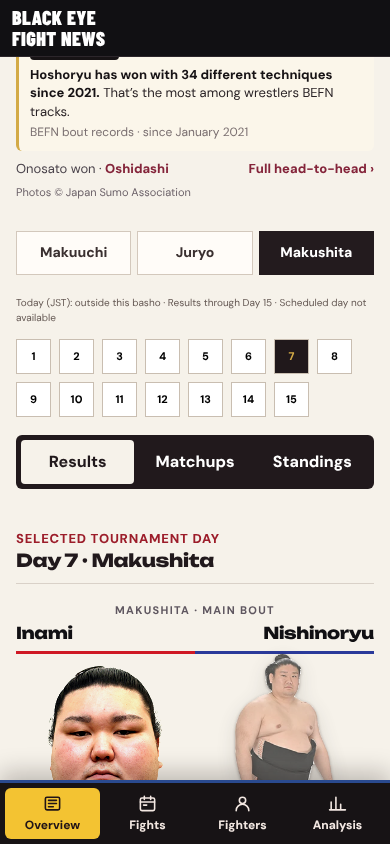 BLACK EYE
FIGHT NEWS
Hoshoryu has won with 34 different techniques
since 2021. That's the most among wrestlers BEFN
tracks.
BEFN bout records · since January 2021
Onosato won · Oshidashi
Full head-to-head ›
Photos © Japan Sumo Association
Makuuchi
Juryo
Makushita
Today (JST): outside this basho · Results through Day 15 · Scheduled day not
available
1 2 3 4 5 6 7 8
9 10 11 12 13 14 15
Results
Matchups
Standings
SELECTED TOURNAMENT DAY
Day 7 · Makushita
MAKUSHITA · MAIN BOUT
Inami
Nishinoryu
Overview
Fights
Fighters
Analysis